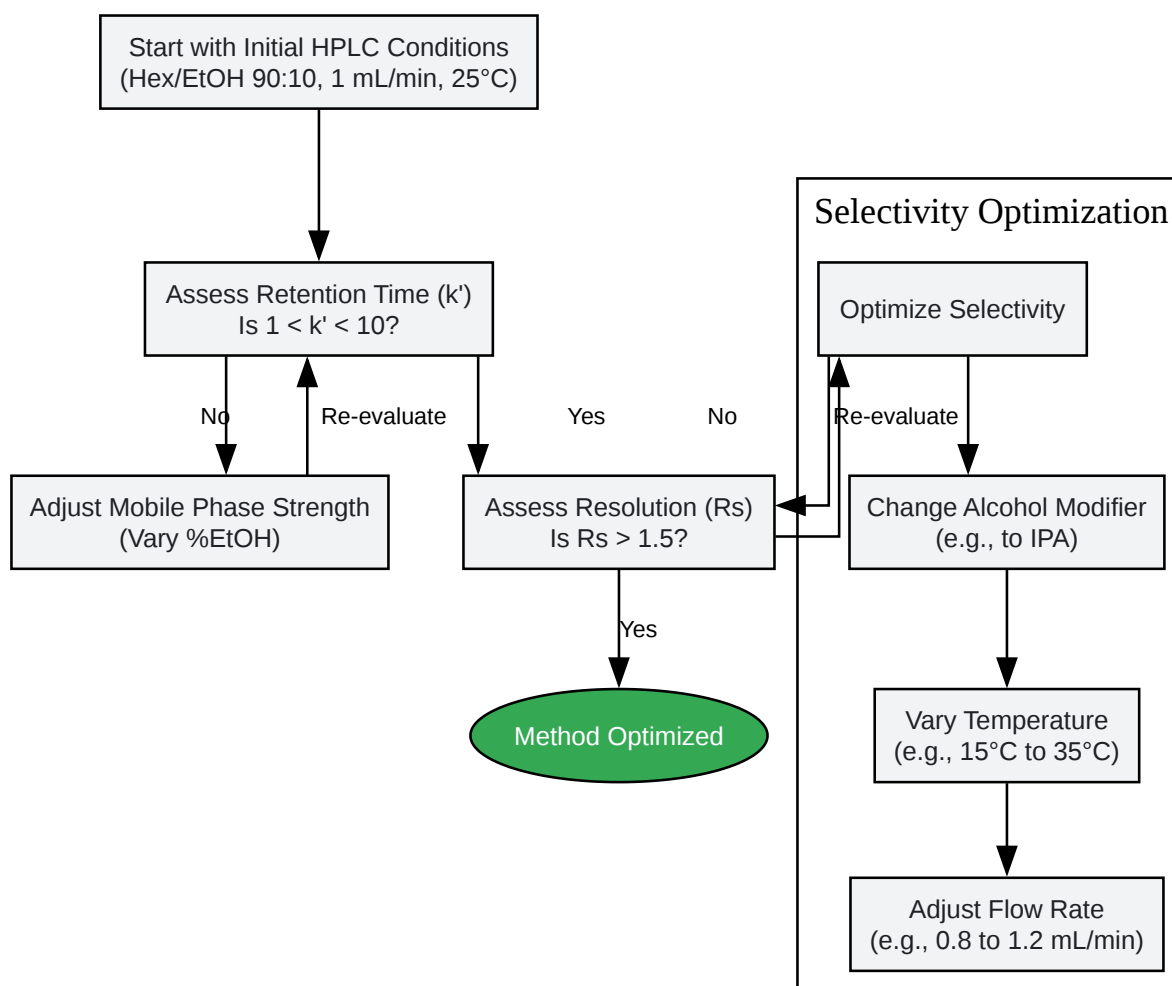 Start with Initial HPLC Conditions
(Hex/EtOH 90:10, 1 mL/min, 25°C)
Selectivity Optimization
Assess Retention Time (k')
Is 1 < k' < 10?
Optimize Selectivity
No
Re-evaluate
Yes
No
Re-evaluate
Adjust Mobile Phase Strength
(Vary %EtOH)
Assess Resolution (Rs)
Is Rs > 1.5?
Change Alcohol Modifier
(e.g., to IPA)
Yes
Method Optimized
Vary Temperature
(e.g., 15°C to 35°C)
Adjust Flow Rate
(e.g., 0.8 to 1.2 mL/min)